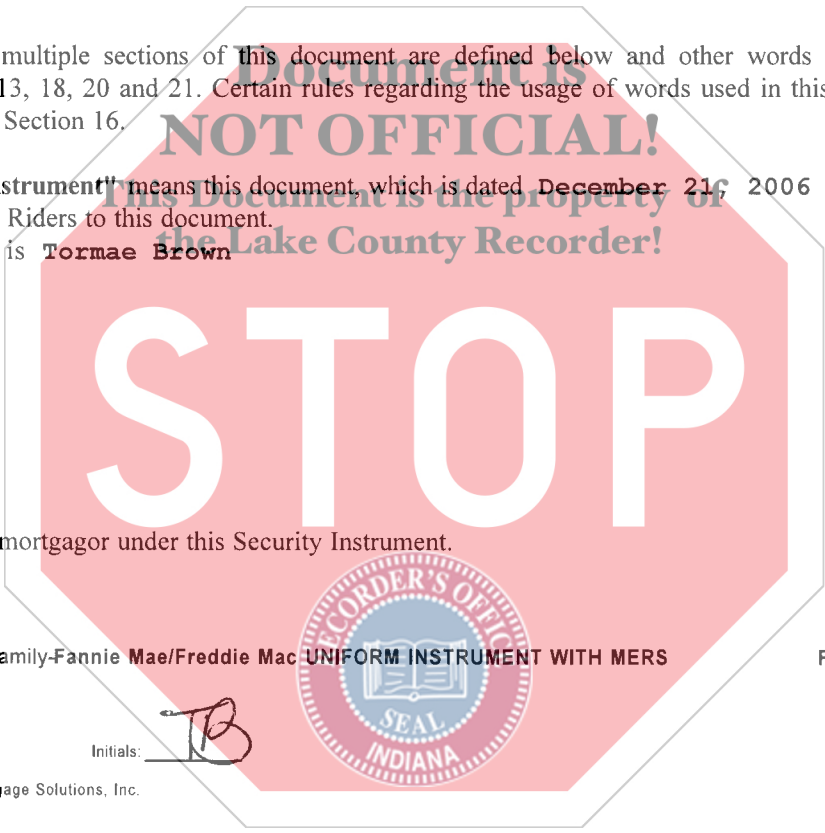 multiple sections of this document are defined below and other words
13, 18, 20 and 21. Certain rules regarding the usage of words used in this
Section 16.
Document is
NOT OFFICIAL!
This Document is the property of
the Lake County Recorder!
strument" means this document, which is dated December 21, 2006
Riders to this document.
is Tormae Brown
STOP
mortgagor under this Security Instrument.
RECORDER'S OFFICE
SEAL
INDIANA
amily-Fannie Mae/Freddie Mac UNIFORM INSTRUMENT WITH MERS
Initials: TB
gage Solutions, Inc.